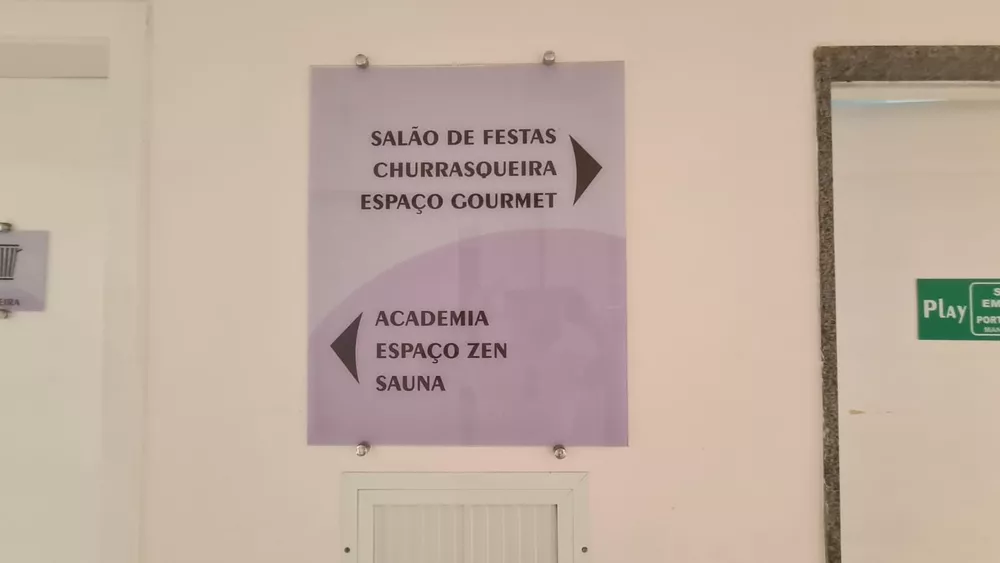 SALÃO DE FESTAS
CHURRASQUEIRA
ESPAÇO GOURMET
ACADEMIA
ESPAÇO ZEN
SAUNA
Play